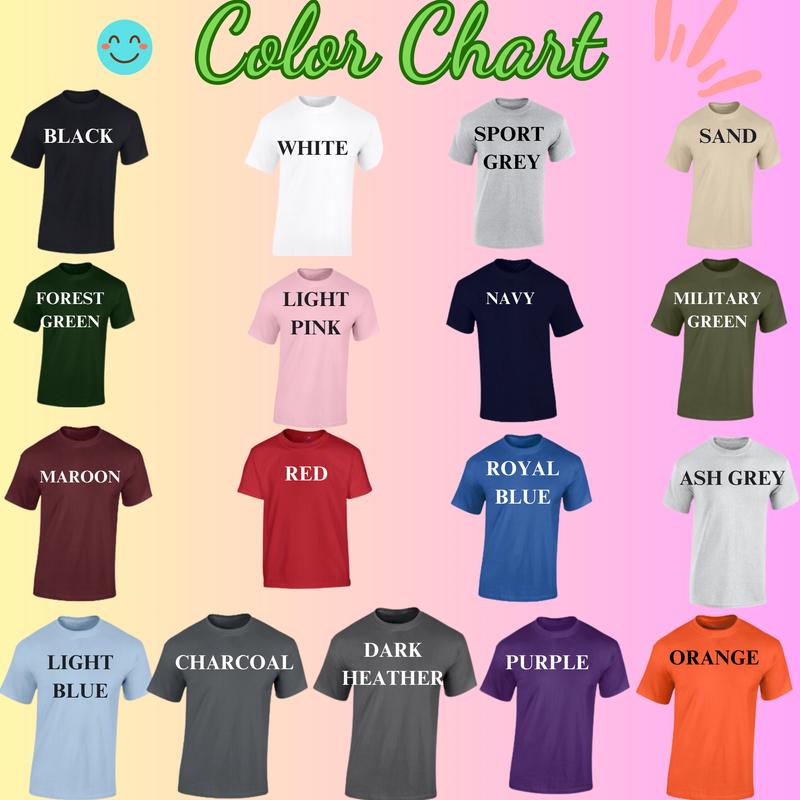 Color Chart
BLACK
WHITE
SPORT
GREY
SAND
FOREST
GREEN
LIGHT
PINK
NAVY
MILITARY
GREEN
MAROON
RED
ROYAL
BLUE
ASH GREY
LIGHT
BLUE
CHARCOAL
DARK
HEATHER
PURPLE
ORANGE